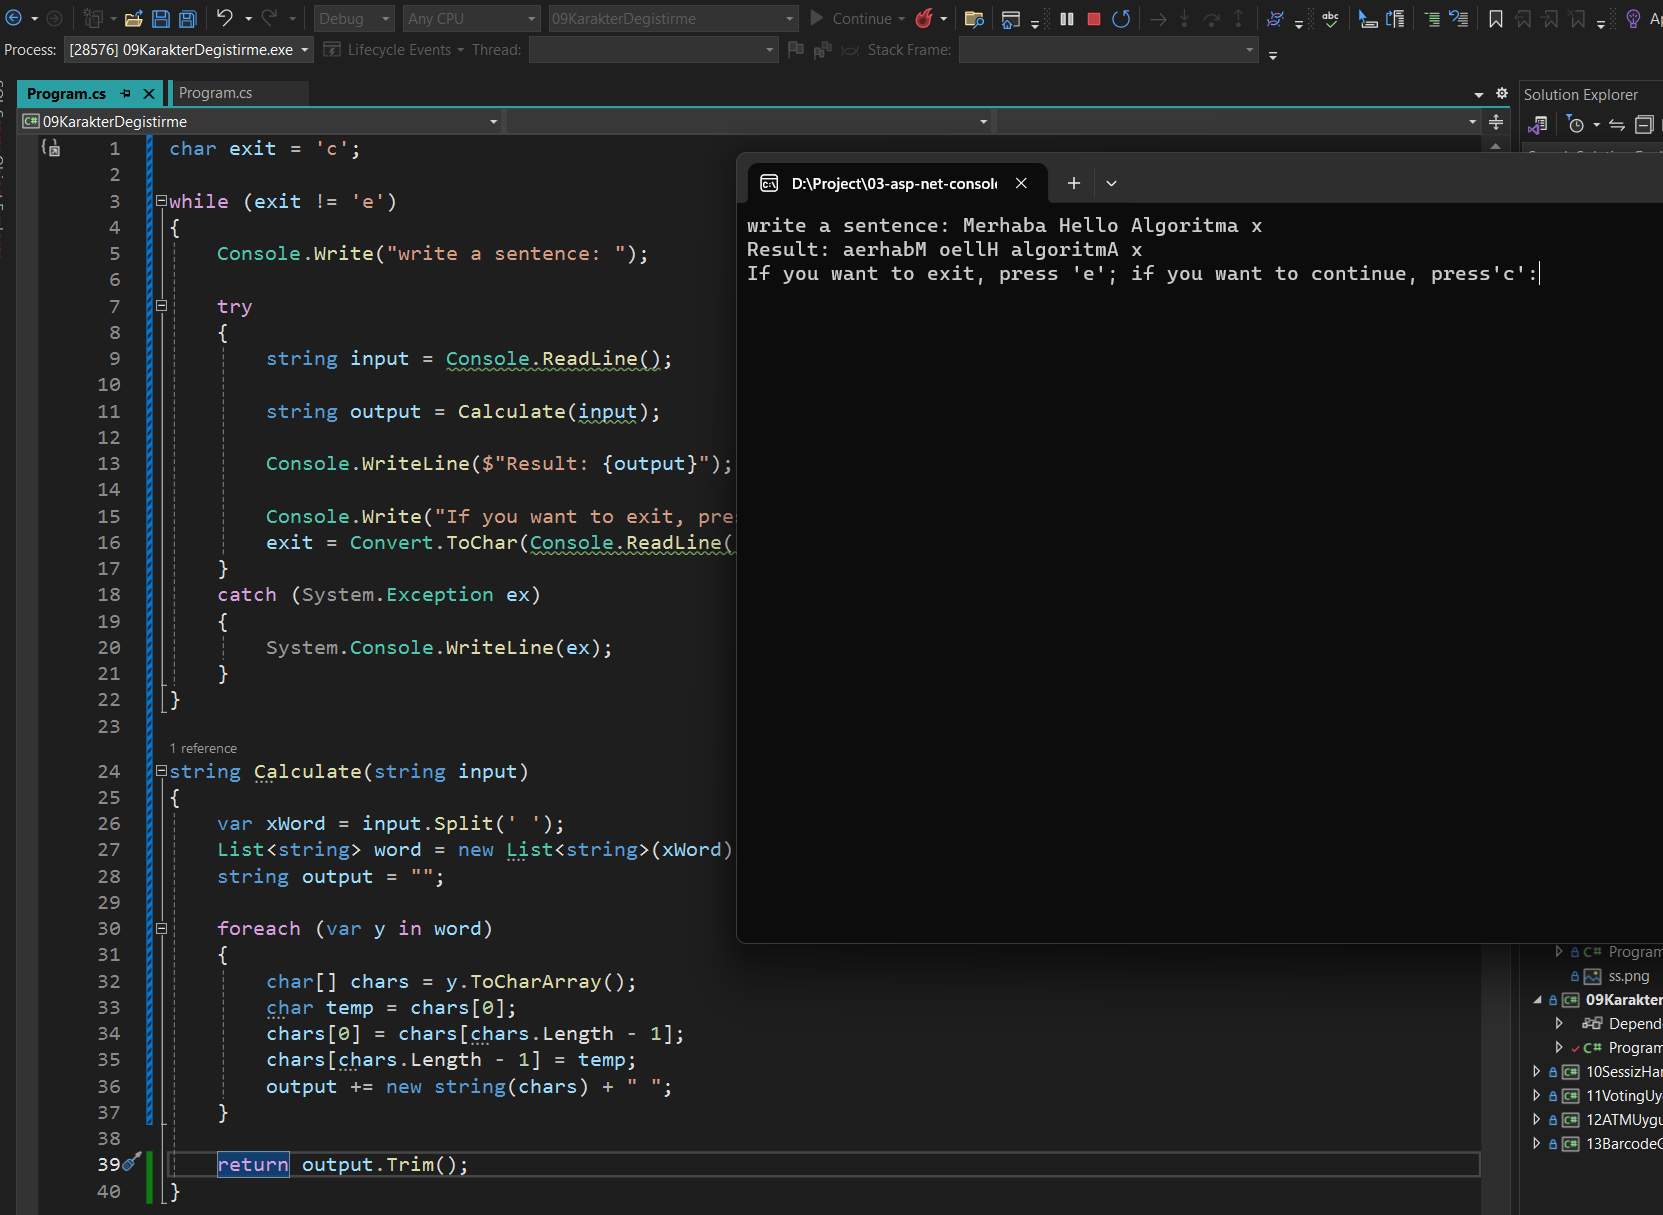 Debug
Any CPU
09KarakterDegistirme
Continue
Process:
[28576] 09KarakterDegistirme.exe
Lifecycle Events
Thread:
Stack Frame:
Program.cs
Program.cs
Solution Explorer
C# 09KarakterDegistirme
1 char exit = 'c';
2
3 while (exit != 'e')
4 {
5 Console.Write("write a sentence: ");
6
7 try
8 {
9 string input = Console.ReadLine();
10
11 string output = Calculate(input);
12
13 Console.WriteLine($"Result: {output}");
14
15 Console.Write("If you want to exit, pre
16 exit = Convert.ToChar(Console.ReadLine(
17 }
18 catch (System.Exception ex)
19 {
20 System.Console.WriteLine(ex);
21 }
22 }
23
1 reference
24 string Calculate(string input)
25 {
26 var xWord = input.Split(' ');
27 List<string> word = new List<string>(xWord)
28 string output = "";
29
30 foreach (var y in word)
31 {
32 char[] chars = y.ToCharArray();
33 char temp = chars[0];
34 chars[0] = chars[chars.Length - 1];
35 chars[chars.Length - 1] = temp;
36 output += new string(chars) + " ";
37 }
38
39 return output.Trim();
40 }
D:\Project\03-asp-net-consol
write a sentence: Merhaba Hello Algoritma x
Result: aerhabM oellH algoritmA x
If you want to exit, press 'e'; if you want to continue, press'c':
C# Program
ss.png
C# 09Karakter
Depend
C# Program
C# 10SessizHar
C# 11VotingUy
C# 12ATMUygu
C# 13BarcodeG